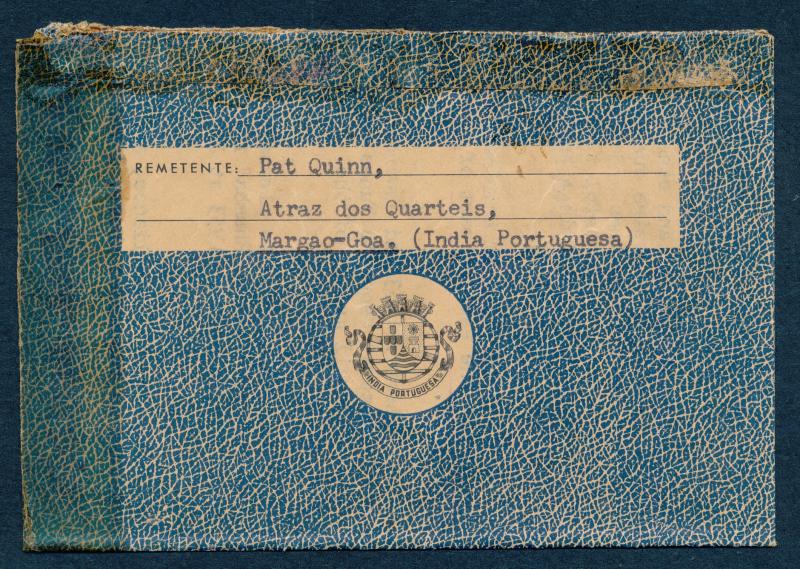 REMETENTE: Pat Quinn,
Atraz dos Quarteis,
Margao-Goa. (India Portuguesa)
INDIA PORTUGUESA